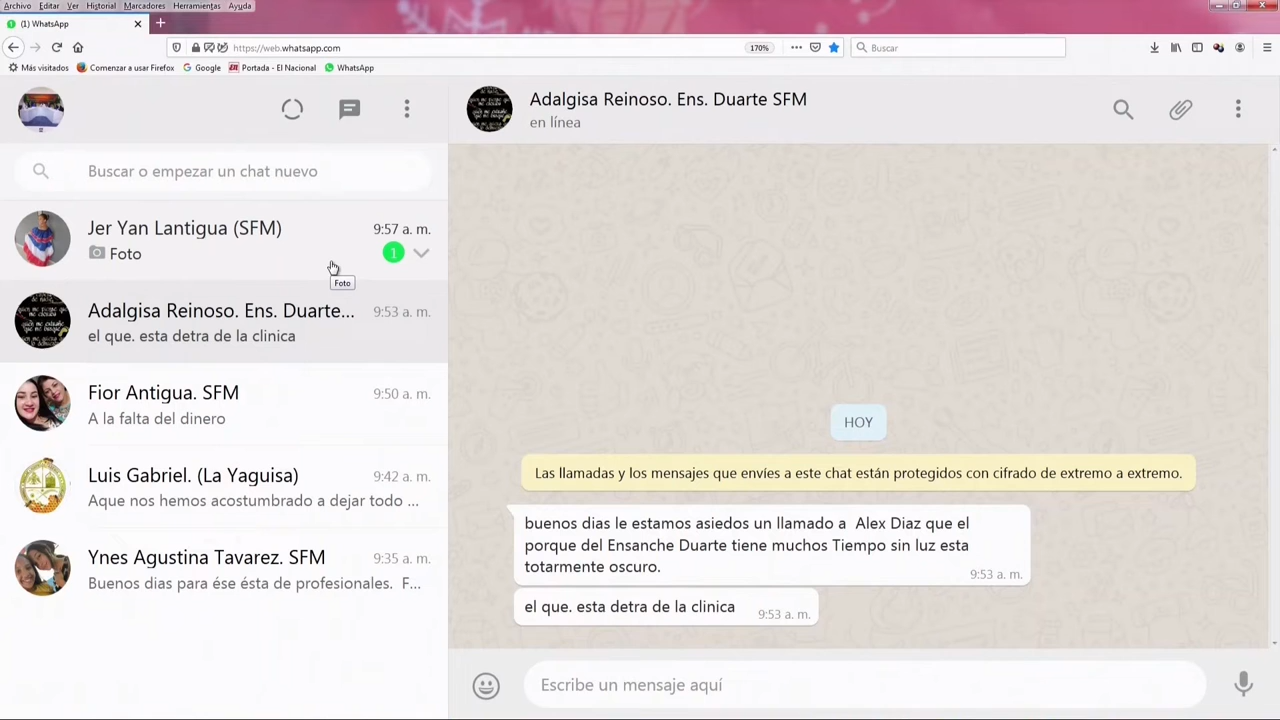 Archivo Editar Ver Historial Marcadores Herramientas Ayuda
(1) WhatsApp
https://web.whatsapp.com
170%
Buscar
Más visitados Comenzar a usar Firefox Google Portada - El Nacional WhatsApp
Adalgisa Reinoso. Ens. Duarte SFM
en línea
Buscar o empezar un chat nuevo
Jer Yan Lantigua (SFM) 9:57 a. m.
Foto 1
Foto
Adalgisa Reinoso. Ens. Duarte... 9:53 a. m.
el que. esta detra de la clinica
Fior Antigua. SFM 9:50 a. m.
A la falta del dinero
Luis Gabriel. (La Yaguisa) 9:42 a. m.
Aque nos hemos acostumbrado a dejar todo ...
Ynes Agustina Tavarez. SFM 9:35 a. m.
Buenos dias para ése ésta de profesionales. F...
HOY
Las llamadas y los mensajes que envíes a este chat están protegidos con cifrado de extremo a extremo.
buenos dias le estamos asiedos un llamado a Alex Diaz que el
porque del Ensanche Duarte tiene muchos Tiempo sin luz esta
totarmente oscuro.
9:53 a. m.
el que. esta detra de la clinica 9:53 a. m.
Escribe un mensaje aquí